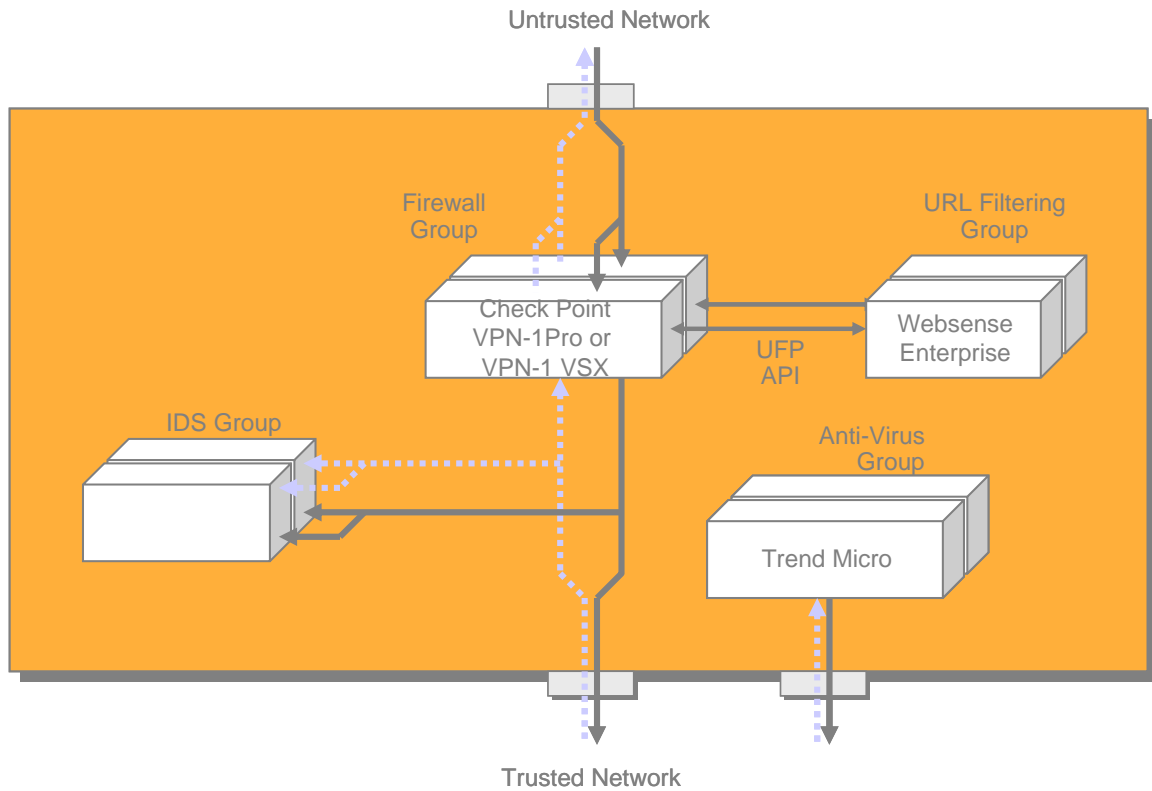 Untrusted Network
Firewall
Group
URL Filtering
Group
Check Point
VPN-1Pro or
VPN-1 VSX
Websense
Enterprise
UFP
API
IDS Group
Anti-Virus
Group
Trend Micro
Trusted Network